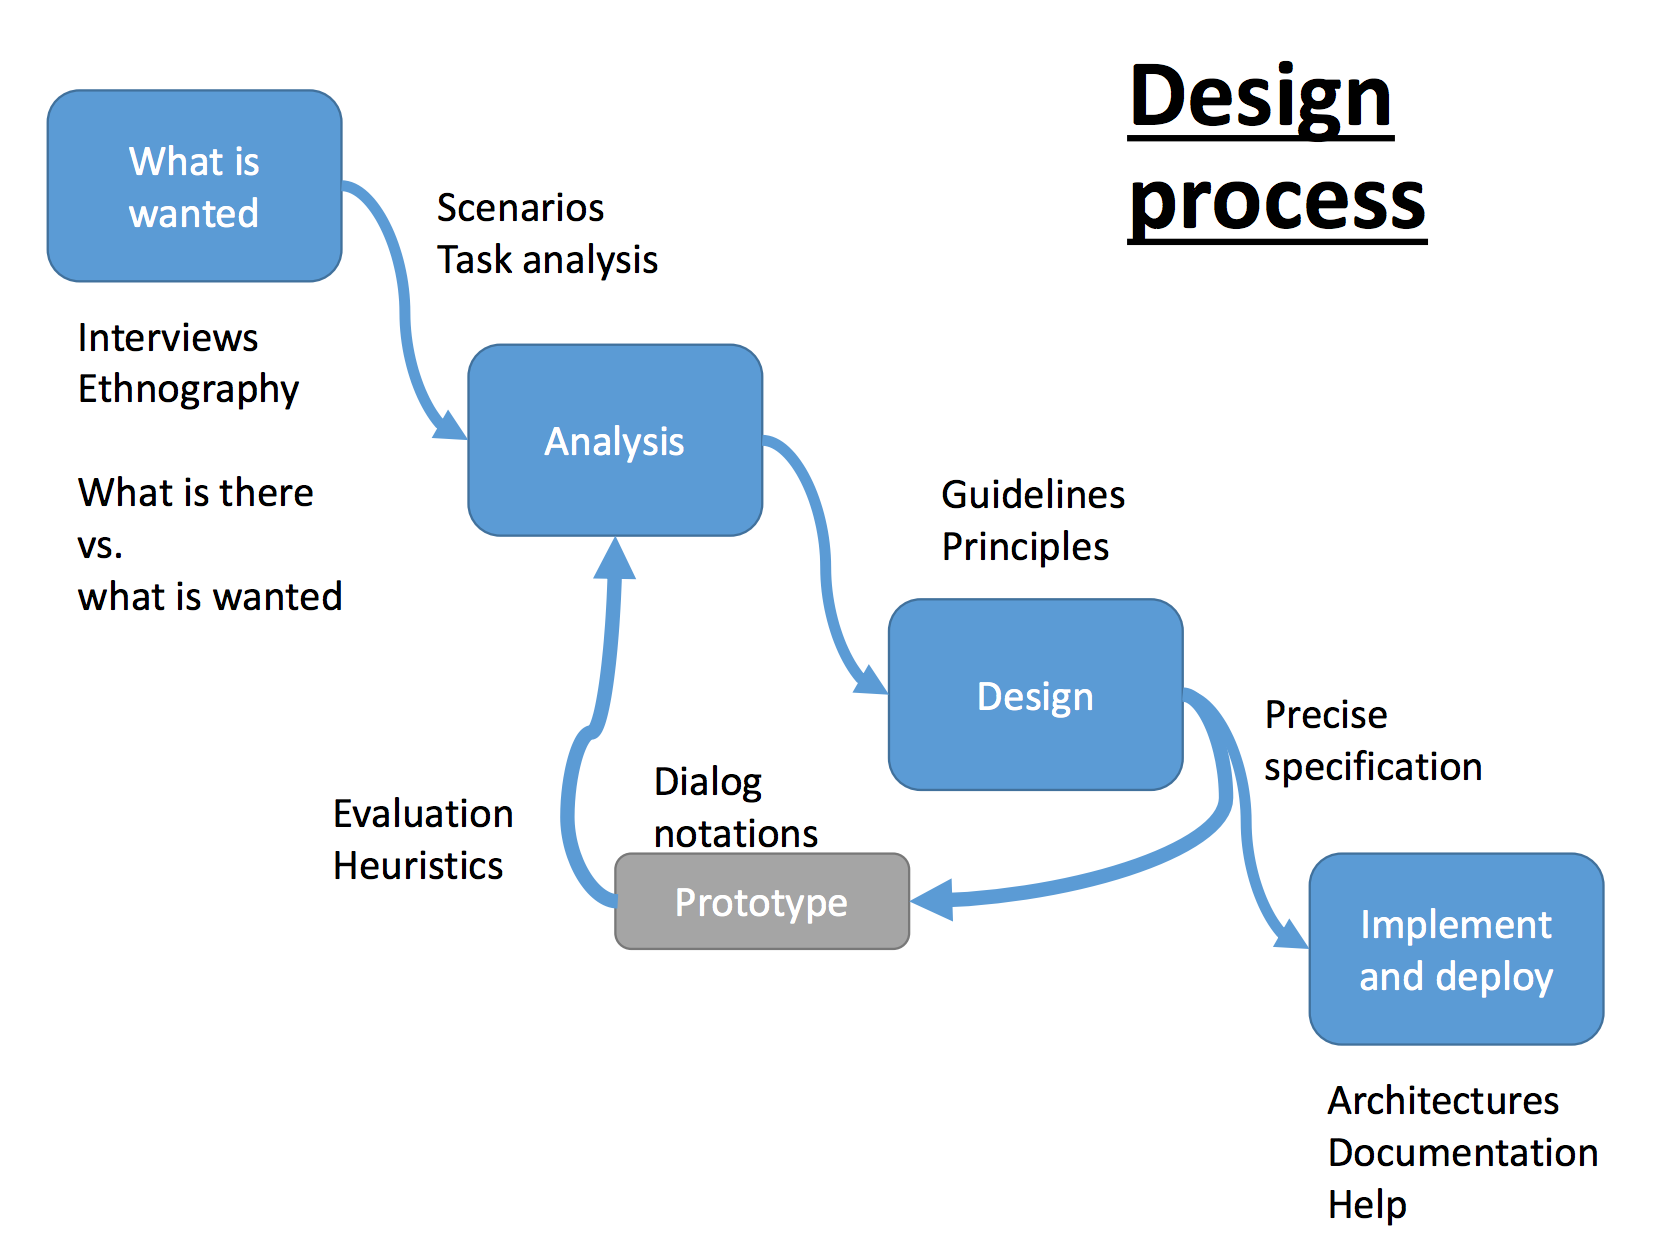 Design
process
What is
wanted
Scenarios
Task analysis
Interviews
Ethnography
What is there
vs.
what is wanted
Analysis
Guidelines
Principles
Design
Precise
specification
Dialog
notations
Evaluation
Heuristics
Prototype
Implement
and deploy
Architectures
Documentation
Help